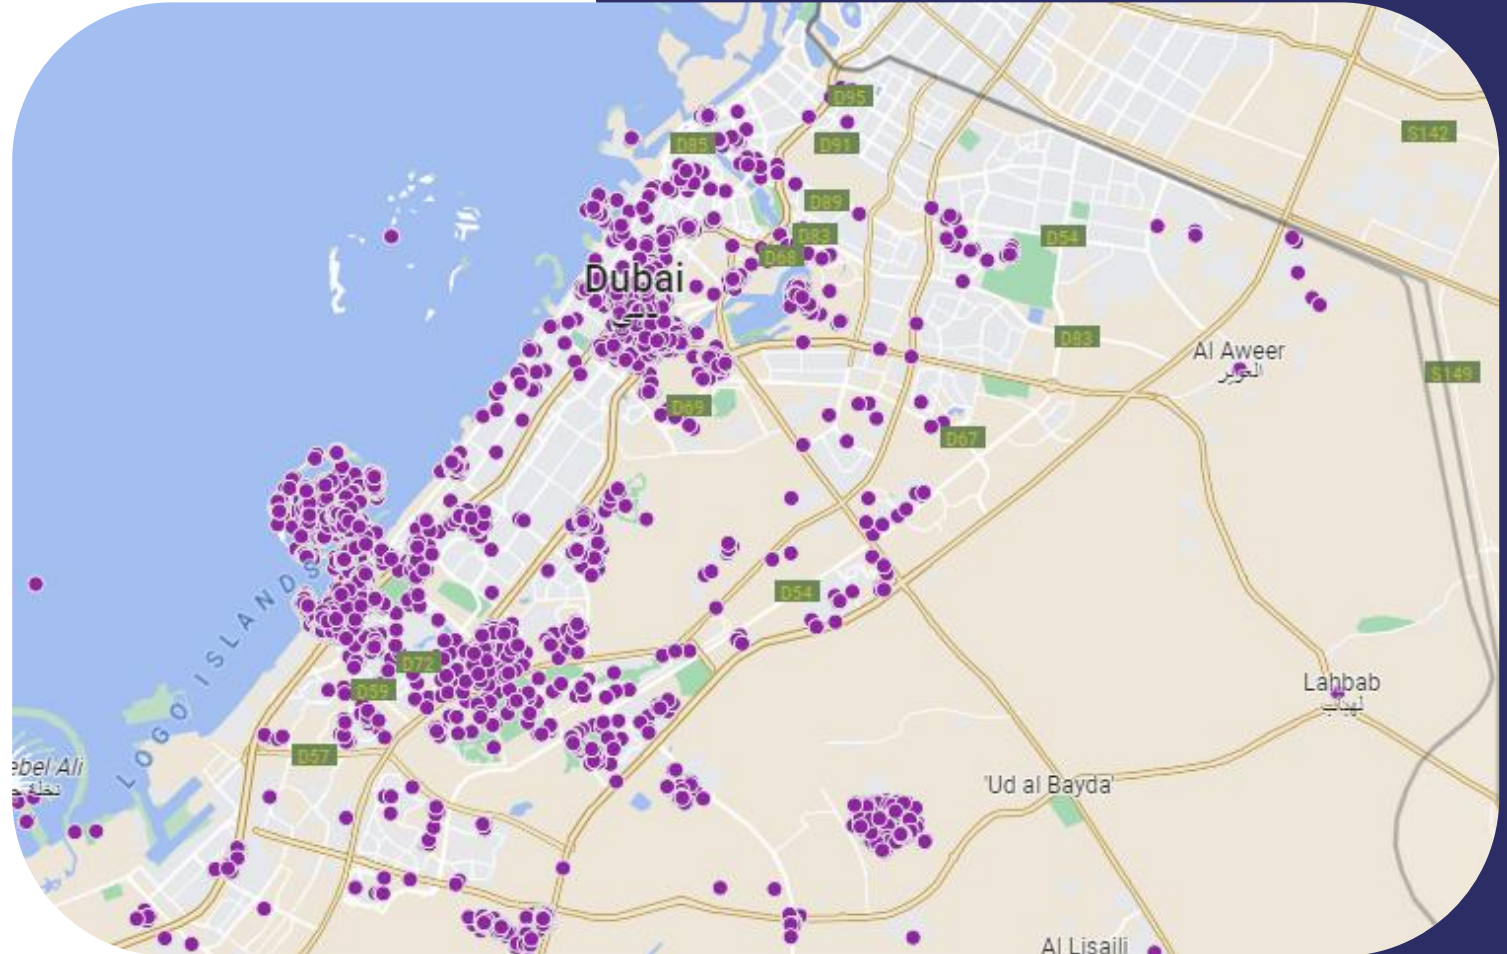 D95
S142
D85
D91
D89
D83
D54
D68
Dubai
دبي
D83
Al Aweer
العوير
S149
D69
D67
D54
LOGO ISLANDS
D72
D59
Lahbab
لهباب
D57
ebel Ali
'Ud al Bayda'
Al Lisaili